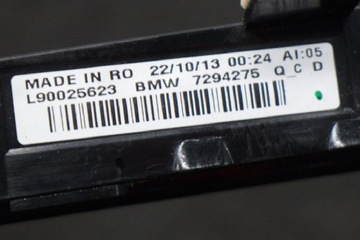 MADE IN RO 22/10/13 00:24 AI:05
L90025623 BMW 7294275 Q_C D